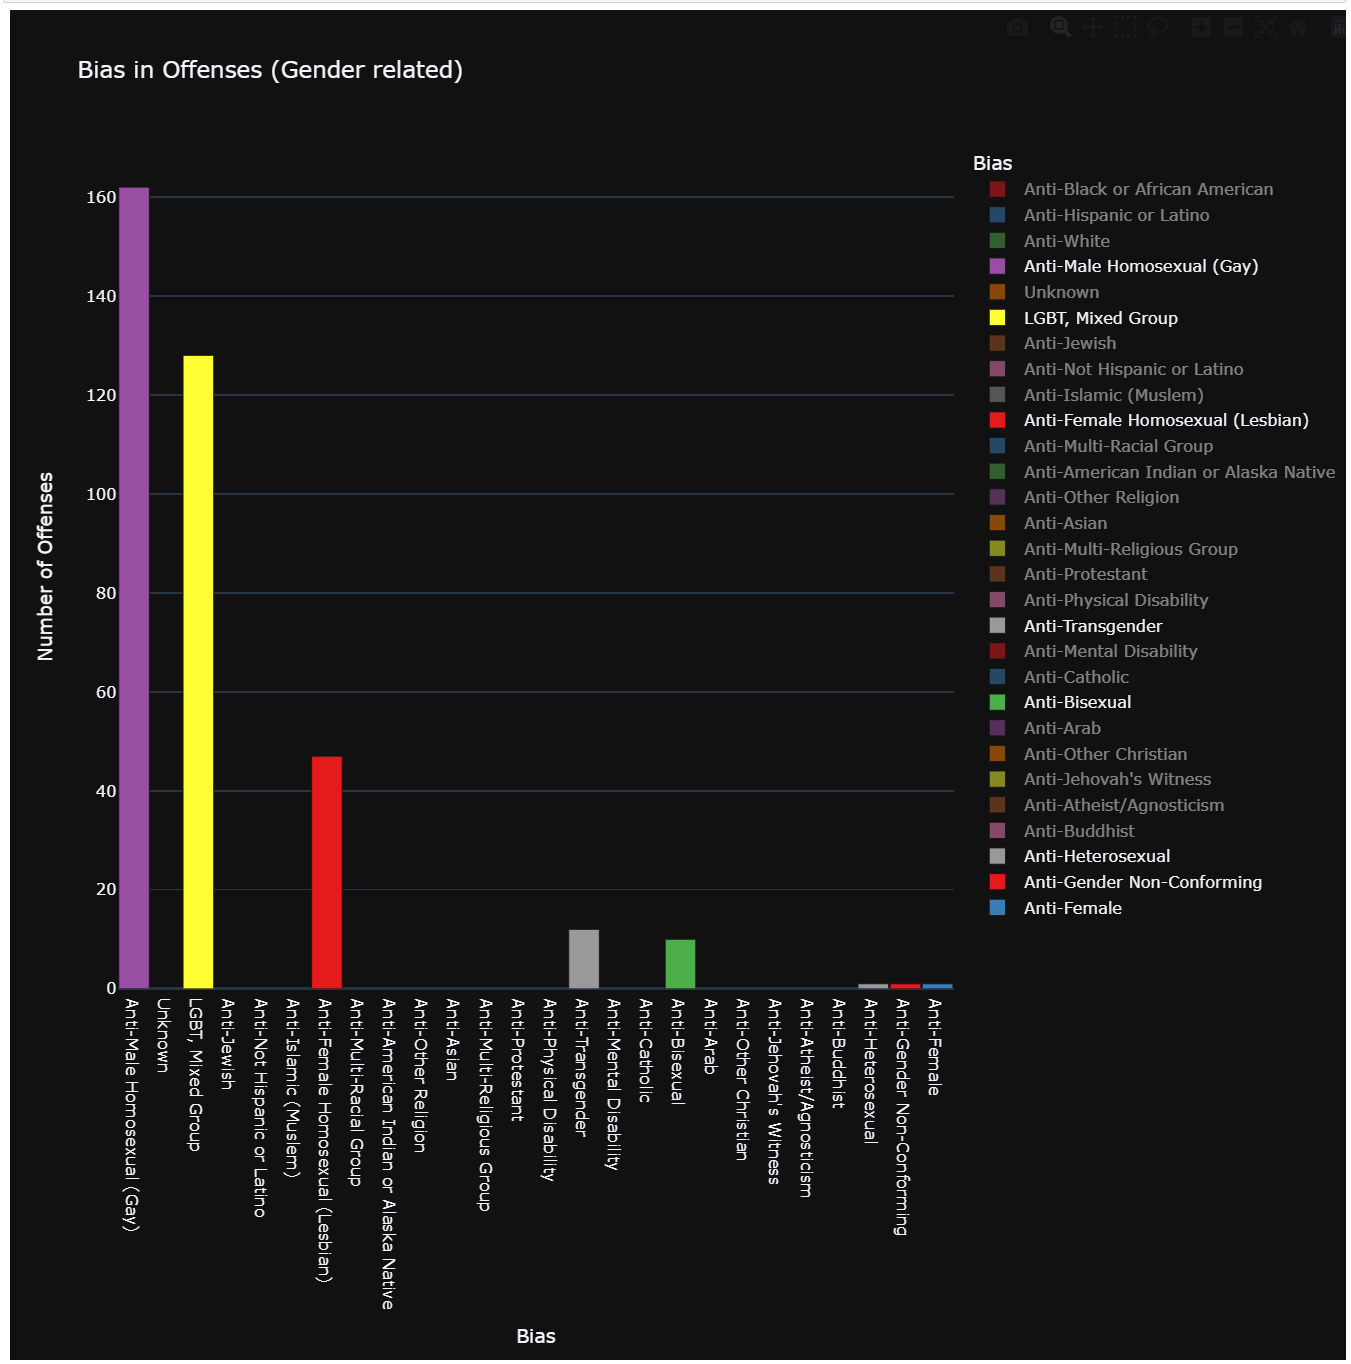 Bias in Offenses (Gender related)
Bias
Anti-Black or African American
Anti-Hispanic or Latino
Anti-White
Anti-Male Homosexual (Gay)
Unknown
LGBT, Mixed Group
Anti-Jewish
Anti-Not Hispanic or Latino
Anti-Islamic (Muslem)
Anti-Female Homosexual (Lesbian)
Anti-Multi-Racial Group
Anti-American Indian or Alaska Native
Anti-Other Religion
Anti-Asian
Anti-Multi-Religious Group
Anti-Protestant
Anti-Physical Disability
Anti-Transgender
Anti-Mental Disability
Anti-Catholic
Anti-Bisexual
Anti-Arab
Anti-Other Christian
Anti-Jehovah's Witness
Anti-Atheist/Agnosticism
Anti-Buddhist
Anti-Heterosexual
Anti-Gender Non-Conforming
Anti-Female
Number of Offenses
160
140
120
100
80
60
40
20
0
Anti-Male Homosexual (Gay)
Unknown
LGBT, Mixed Group
Anti-Jewish
Anti-Not Hispanic or Latino
Anti-Islamic (Muslem)
Anti-Female Homosexual (Lesbian)
Anti-Multi-Racial Group
Anti-American Indian or Alaska Native
Anti-Other Religion
Anti-Asian
Anti-Multi-Religious Group
Anti-Protestant
Anti-Physical Disability
Anti-Transgender
Anti-Mental Disability
Anti-Catholic
Anti-Bisexual
Anti-Arab
Anti-Other Christian
Anti-Jehovah's Witness
Anti-Atheist/Agnosticism
Anti-Buddhist
Anti-Heterosexual
Anti-Gender Non-Conforming
Anti-Female
Bias